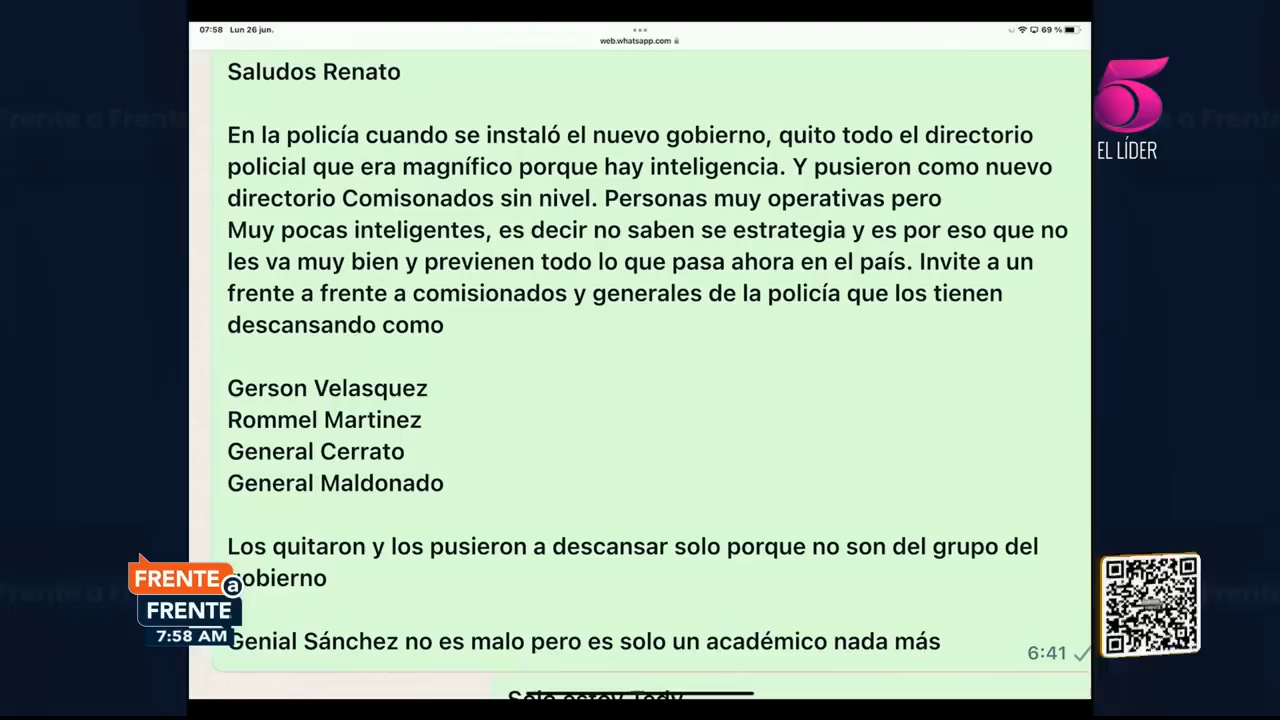 07:58 Lun 26 jun.
web.whatsapp.com
69 %
Saludos Renato
En la policía cuando se instaló el nuevo gobierno, quito todo el directorio
policial que era magnífico porque hay inteligencia. Y pusieron como nuevo
directorio Comisonados sin nivel. Personas muy operativas pero
Muy pocas inteligentes, es decir no saben se estrategia y es por eso que no
les va muy bien y previenen todo lo que pasa ahora en el país. Invite a un
frente a frente a comisionados y generales de la policía que los tienen
descansando como
Gerson Velasquez
Rommel Martinez
General Cerrato
General Maldonado
Los quitaron y los pusieron a descansar solo porque no son del grupo del
gobierno
Genial Sánchez no es malo pero es solo un académico nada más
6:41
Solo estoy Tedy
5
EL LÍDER
FRENTE a
FRENTE
7:58 AM